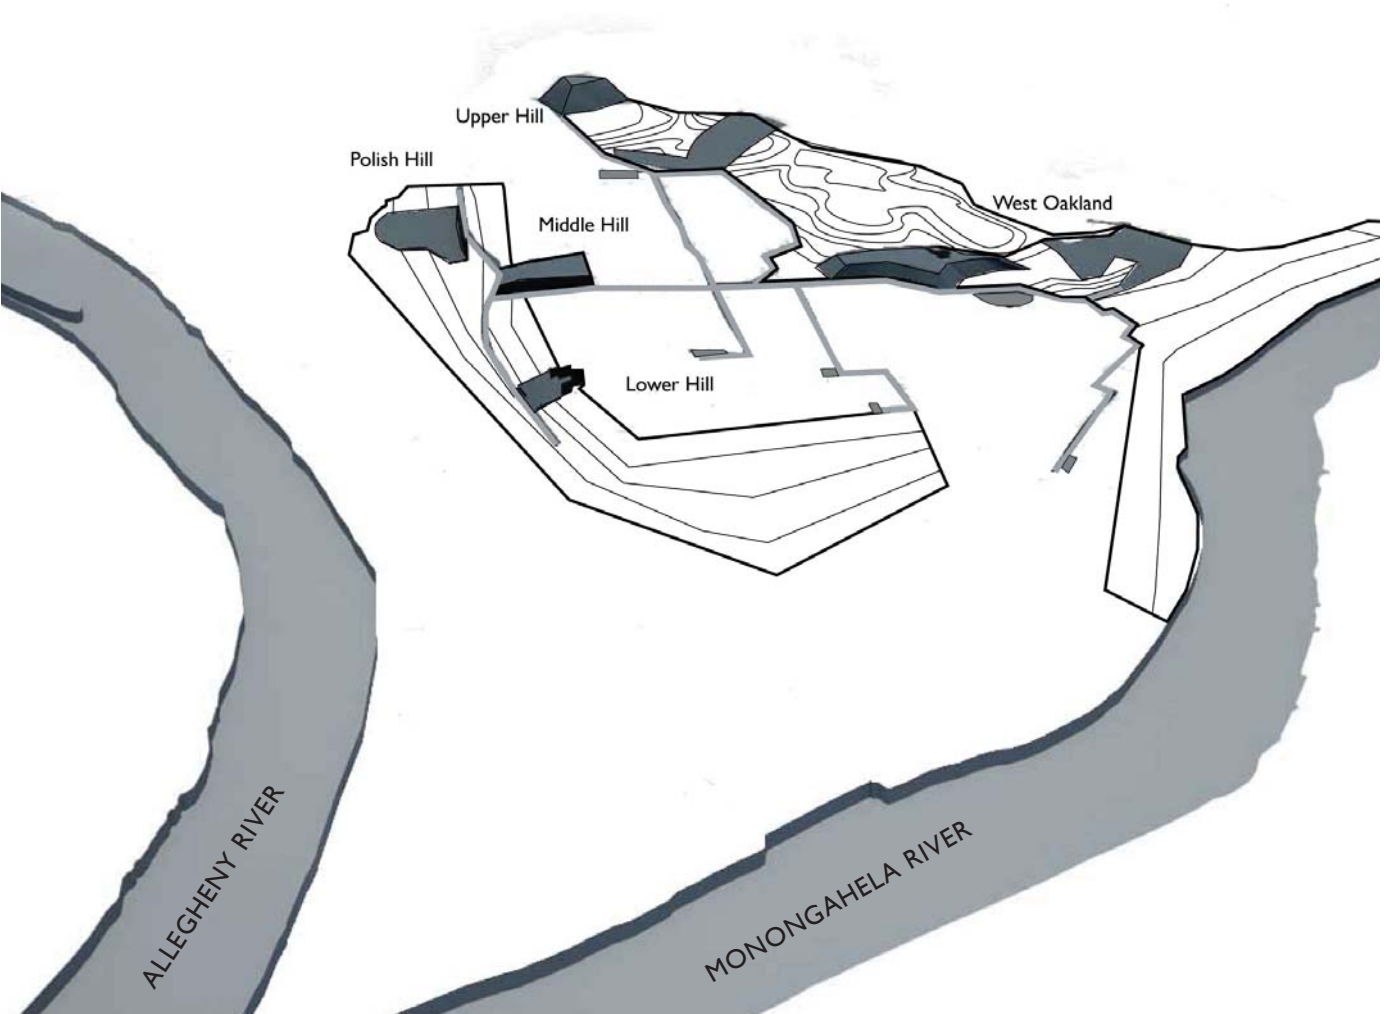 Upper Hill
Polish Hill
West Oakland
Middle Hill
Lower Hill
ALLEGHENY RIVER
MONONGAHELA RIVER